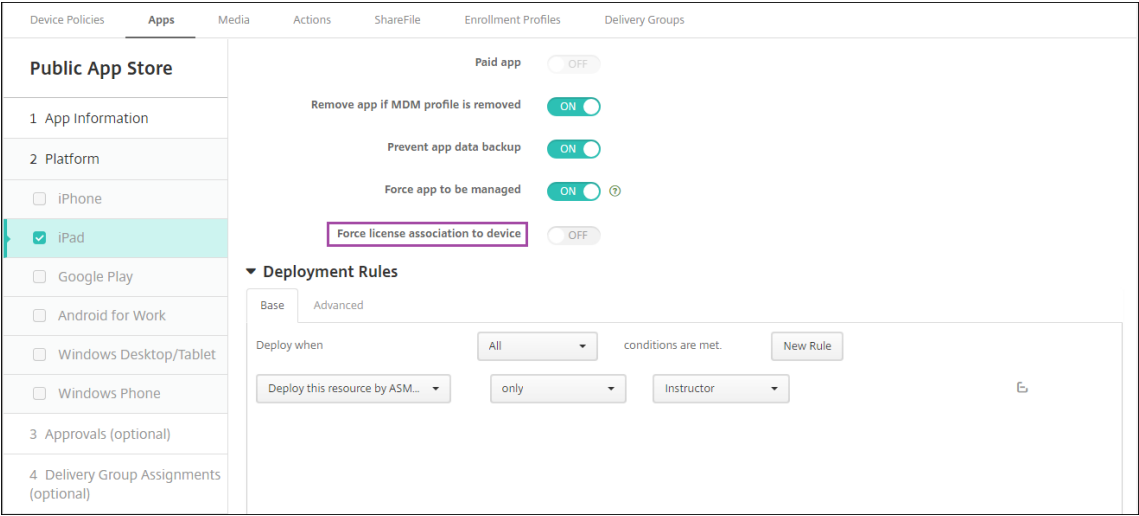 Device Policies Apps Media Actions ShareFile Enrollment Profiles Delivery Groups
Public App Store
1 App Information
2 Platform
iPhone
iPad
Google Play
Android for Work
Windows Desktop/Tablet
Windows Phone
3 Approvals (optional)
4 Delivery Group Assignments
(optional)
Paid app OFF
Remove app if MDM profile is removed ON
Prevent app data backup ON
Force app to be managed ON ?
Force license association to device OFF
Deployment Rules
Base Advanced
Deploy when All conditions are met. New Rule
Deploy this resource by ASM... only Instructor